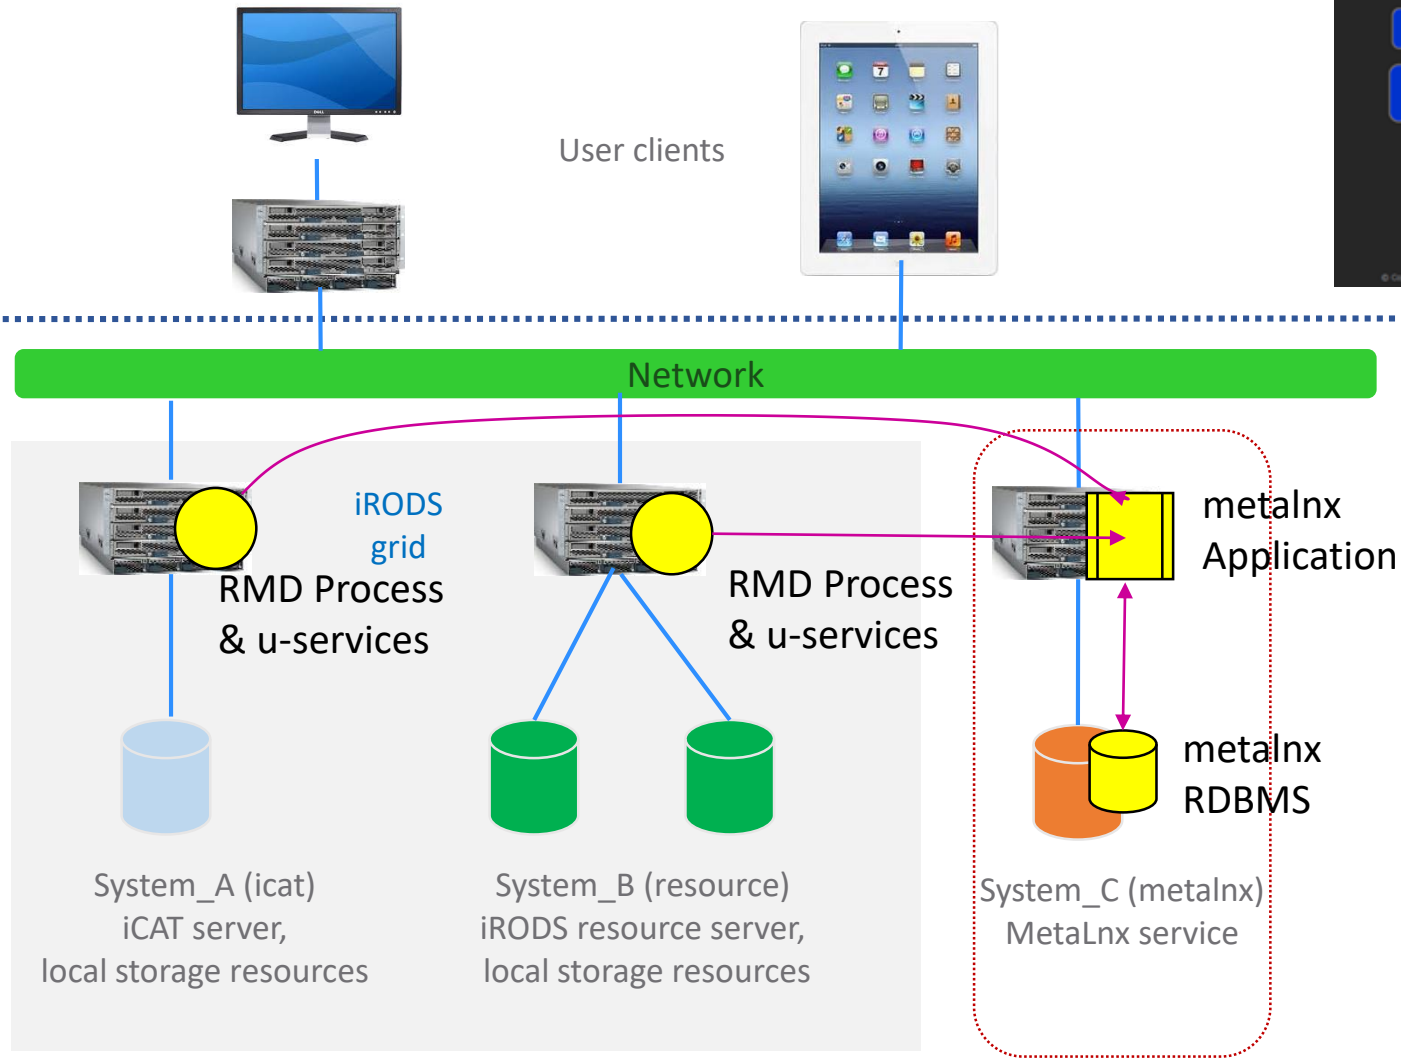 User clients
Network
iRODS
grid
RMD Process
& u-services
RMD Process
& u-services
metalnx
Application
metalnx
RDBMS
System_A (icat)
iCAT server,
local storage resources
System_B (resource)
iRODS resource server,
local storage resources
System_C (metalnx)
MetaLnx service